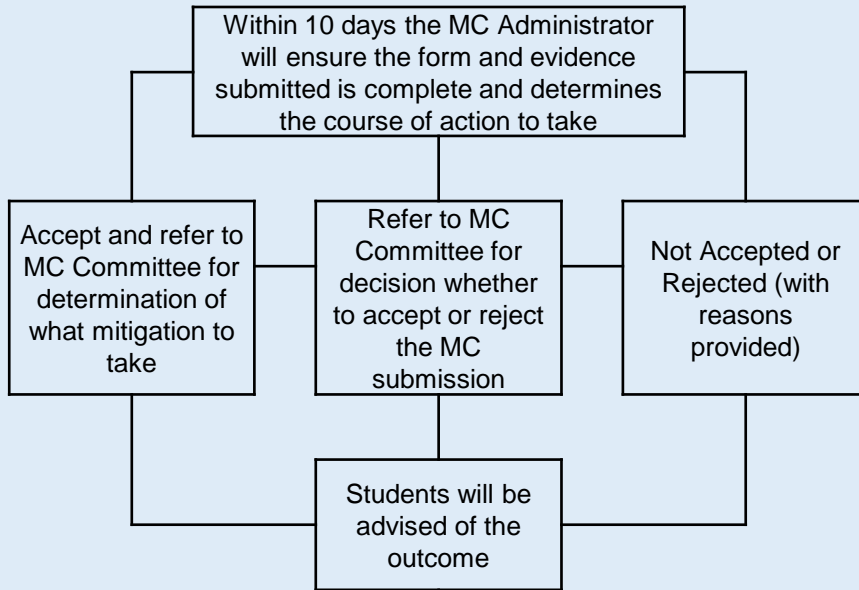 Within 10 days the MC Administrator
will ensure the form and evidence
submitted is complete and determines
the course of action to take
Accept and refer to
MC Committee for
determination of
what mitigation to
take
Refer to MC
Committee for
decision whether
to accept or reject
the MC
submission
Not Accepted or
Rejected (with
reasons
provided)
Students will be
advised of the
outcome